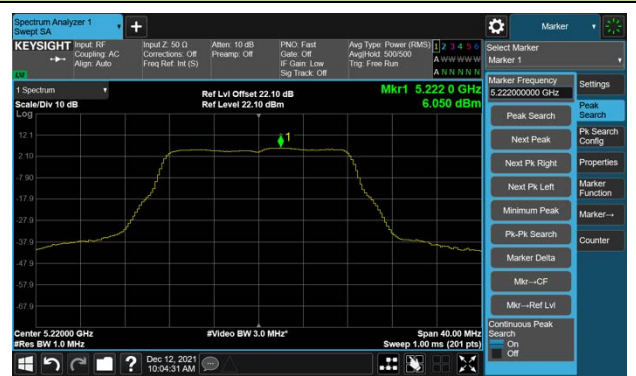 Spectrum Analyzer 1
Swept SA
+
Marker
KEYSIGHT
Input: RF
Coupling: AC
Align: Auto
Input Z: 50 Ω
Corrections: Off
Freq Ref: Int (S)
Atten: 10 dB
Preamp: Off
PNO: Fast
Gate: Off
IF Gain: Low
Sig Track: Off
Avg Type: Power (RMS)
Avg|Hold: 500/500
Trig: Free Run
1 2 3 4 5 6
A W W W W W
A N N N N N
LXI
Select Marker
Marker 1
1 Spectrum
Scale/Div 10 dB
Log
Ref Lvl Offset 22.10 dB
Ref Level 22.10 dBm
Mkr1 5.222 0 GHz
6.050 dBm
1
12.1
2.10
-7.90
-17.9
-27.9
-37.9
-47.9
-57.9
-67.9
Center 5.22000 GHz
#Res BW 1.0 MHz
#Video BW 3.0 MHz*
Span 40.00 MHz
Sweep 1.00 ms (201 pts)
Marker Frequency
5.222000000 GHz
Peak Search
Next Peak
Next Pk Right
Next Pk Left
Minimum Peak
Pk-Pk Search
Marker Delta
Mkr→CF
Mkr→Ref Lvl
Continuous Peak
Search
On
Off
Settings
Peak
Search
Pk Search
Config
Properties
Marker
Function
Marker→
Counter
?
Dec 12, 2021
10:04:31 AM